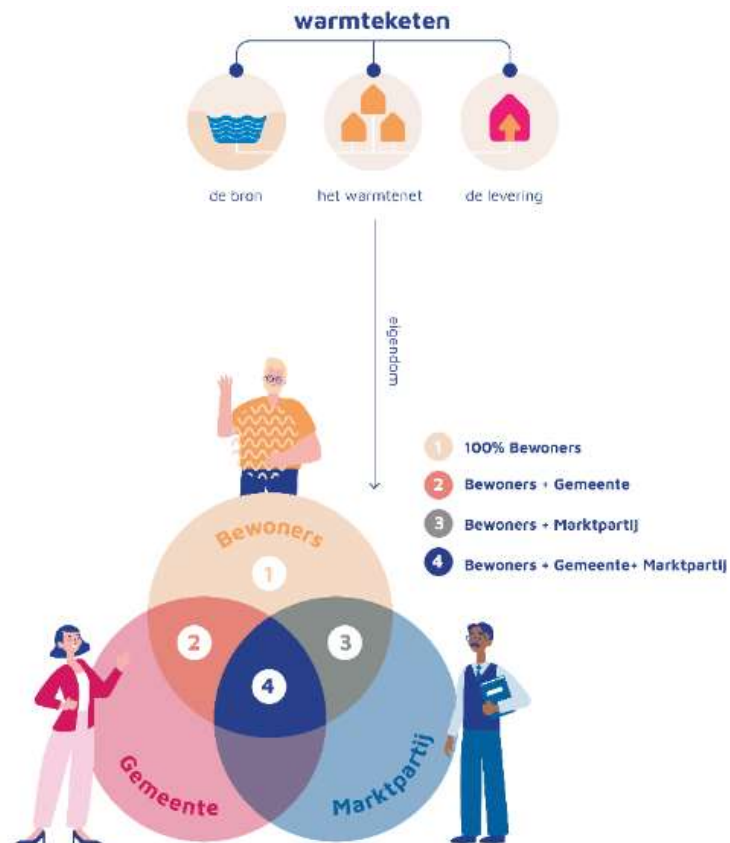 warmteketen
de bron
het warmtenet
de levering
eigendom
1 100% Bewoners
2 Bewoners + Gemeente
3 Bewoners + Marktpartij
4 Bewoners + Gemeente+ Marktpartij
Bewoners
1
2
3
4
Gemeente
Marktpartij